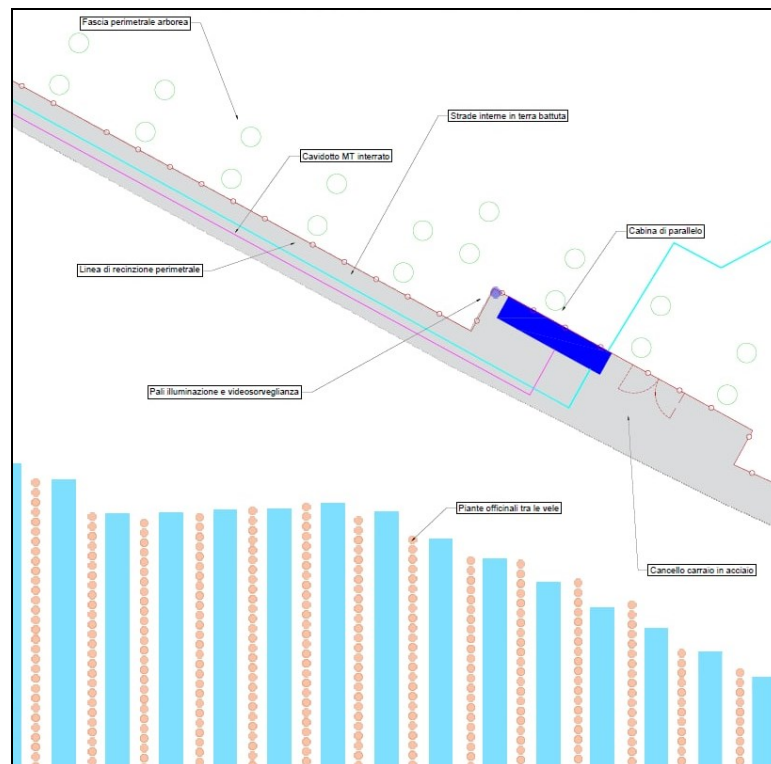 Fascia perimetrale arborea
Strade interne in terra battuta
Cavidotto MT interrato
Cabina di parallelo
Linea di recinzione perimetrale
Pali illuminazione e videosorveglianza
Piante officinali tra le vele
Cancello carraio in acciaio